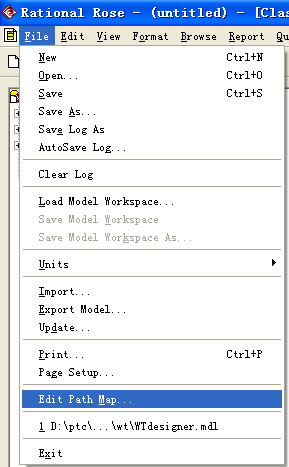 Rational Rose - (untitled) - [Clas
File Edit View Format Browse Report Qu
New Ctrl+N
Open... Ctrl+O
Save Ctrl+S
Save As...
Save Log As
AutoSave Log...
Clear Log
Load Model Workspace...
Save Model Workspace
Save Model Workspace As...
Units
Import...
Export Model...
Update...
Print... Ctrl+P
Page Setup...
Edit Path Map...
1 D:\ptc\...\wt\WTdesigner.mdl
Exit